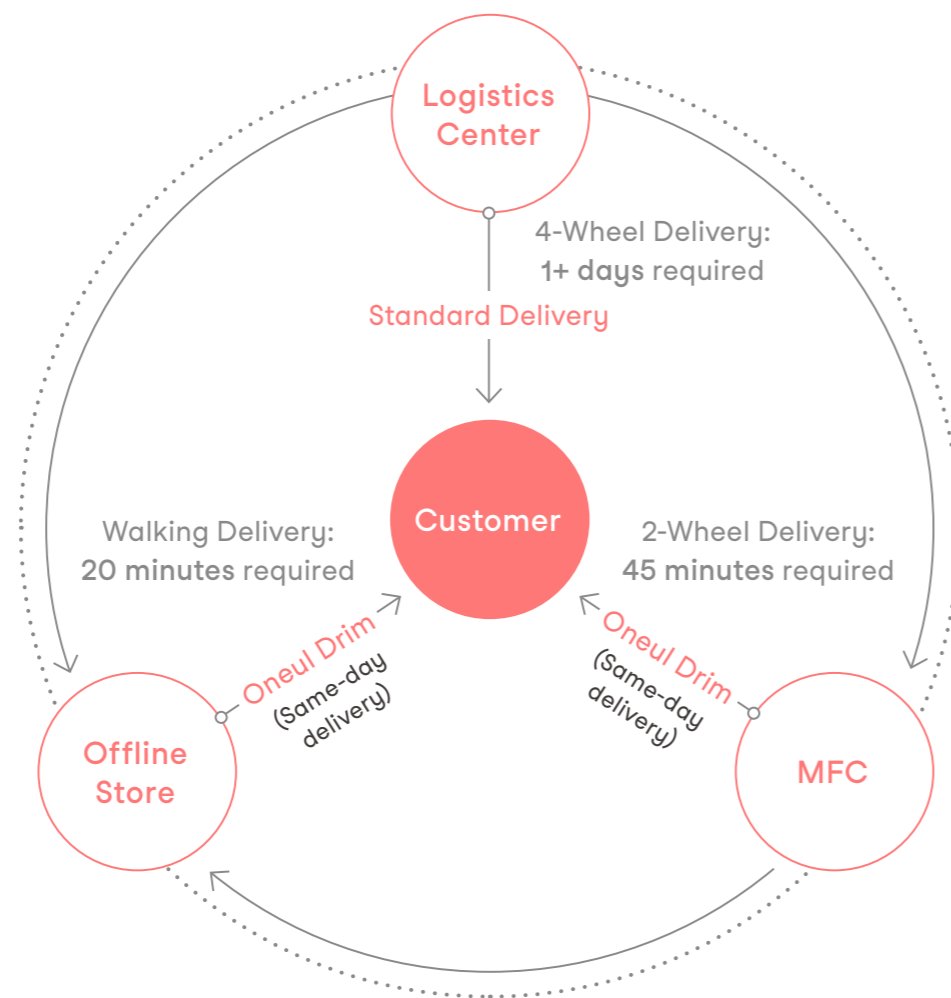 Logistics
Center
4-Wheel Delivery:
1+ days required
Standard Delivery
Customer
Walking Delivery:
20 minutes required
2-Wheel Delivery:
45 minutes required
Oneul Drim
(Same-day
delivery)
Oneul Drim
(Same-day
delivery)
Offline
Store
MFC